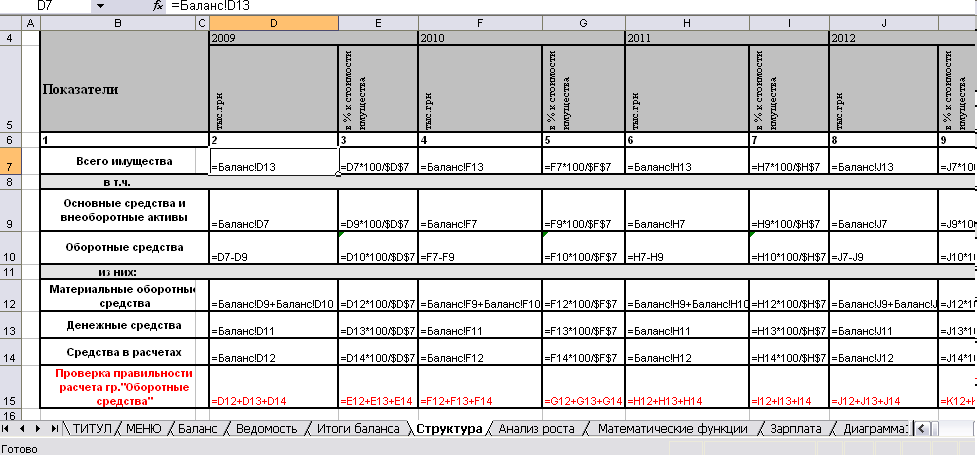 D7 fx =Баланс!D13
A B C D E F G H I J
4 2009 2010 2011 2012
5 Показатели тыс.грн в % к стоимости имущества тыс.грн в % к стоимости имущества тыс.грн в % к стоимости имущества тыс.грн в % к стоимости имущества
6 1 2 3 4 5 6 7 8 9
7 Всего имущества =Баланс!D13 =D7*100/$D$7 =Баланс!F13 =F7*100/$F$7 =Баланс!H13 =H7*100/$H$7 =Баланс!J13 =J7*10
8 в т.ч.
9 Основные средства и внеоборотные активы =Баланс!D7 =D9*100/$D$7 =Баланс!F7 =F9*100/$F$7 =Баланс!H7 =H9*100/$H$7 =Баланс!J7 =J9*10
10 Оборотные средства =D7-D9 =D10*100/$D$7 =F7-F9 =F10*100/$F$7 =H7-H9 =H10*100/$H$7 =J7-J9 =J10*1
11 из них:
12 Материальные оборотные средства =Баланс!D9+Баланс!D10 =D12*100/$D$7 =Баланс!F9+Баланс!F10 =F12*100/$F$7 =Баланс!H9+Баланс!H10 =H12*100/$H$7 =Баланс!J9+Баланс!J =J12*1
13 Денежные средства =Баланс!D11 =D13*100/$D$7 =Баланс!F11 =F13*100/$F$7 =Баланс!H11 =H13*100/$H$7 =Баланс!J11 =J13*1
14 Средства в расчетах =Баланс!D12 =D14*100/$D$7 =Баланс!F12 =F14*100/$F$7 =Баланс!H12 =H14*100/$H$7 =Баланс!J12 =J14*1
15 Проверка правильности расчета гр."Оборотные средства" =D12+D13+D14 =E12+E13+E14 =F12+F13+F14 =G12+G13+G14 =H12+H13+H14 =I12+I13+I14 =J12+J13+J14 =K12+
16
ТИТУЛ МЕНЮ Баланс Ведомость Итоги баланса Структура Анализ роста Математические функции Зарплата Диаграмма
Готово